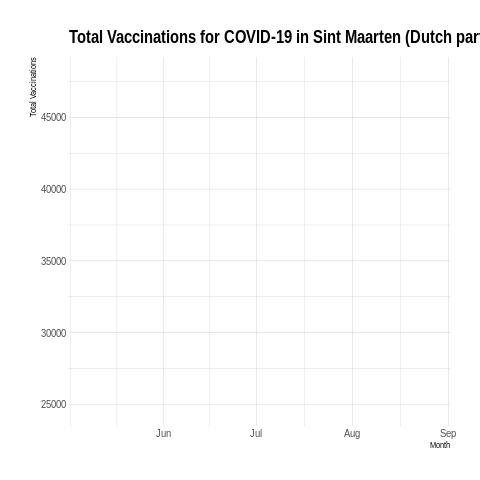 Total Vaccinations for COVID-19 in Sint Maarten (Dutch par
Total Vaccinations
45000
40000
35000
30000
25000
Jun Jul Aug Sep
Month